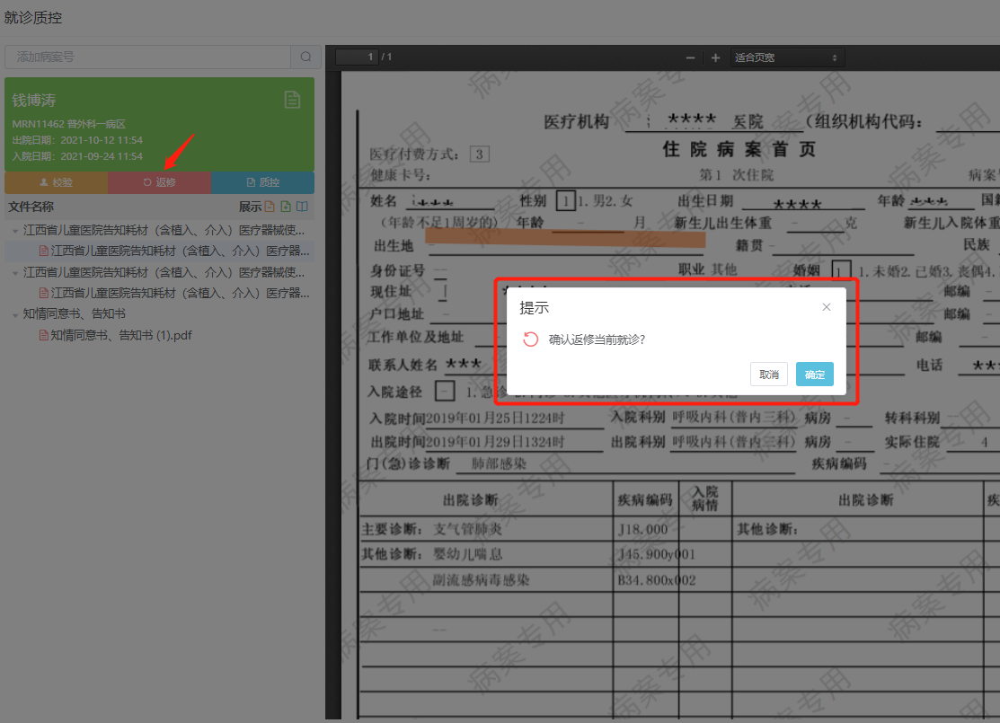 就诊质控
添加病案号
钱博涛
MRN11462 普外科一病区
出院日期：2021-10-12 11:54
入院日期：2021-09-24 11:54
校验 返修 质控
文件名称 展示
江西省儿童医院告知耗材（含植入、介入）医疗器械使...
江西省儿童医院告知耗材（含植入、介入）医疗器...
江西省儿童医院告知耗材（含植入、介入）医疗器械使...
江西省儿童医院告知耗材（含植入、介入）医疗器...
知情同意书、告知书
知情同意书、告知书 (1).pdf
1 / 1 − + 适合页宽
医疗机构 **** 医院 （组织机构代码：
住院病案首页
医疗付费方式： 3
健康卡号： 第1 次住院 病案
姓名 **** 性别 1 1. 男2. 女 出生日期 **** 年龄 *** 国
（年龄不足1周岁的） 年龄 － 月 新生儿出生体重 － 克 新生儿入院体重
出生地 － 籍贯 － 民族
身份证号 -- 职业 其他 婚姻 1 1. 未婚2. 已婚3. 丧偶4.
现住址 邮编 －
户口地址 － 邮编 －
工作单位及地址 邮编 －
联系人姓名 *** 电话 **
入院途径 －
提示
确认返修当前就诊?
取消 确定
入院时间2019年01月25日1224时 入院科别 呼吸内科(普内三科) 病房 － 转科科别 --
出院时间2019年01月29日1324时 出院科别 呼吸内科(普内三科) 病房 － 实际住院 4
门(急)诊诊断 肺部感染 疾病编码 －
出院诊断 疾病编码 入院病情 出院诊断 疾
主要诊断： 支气管肺炎 J18.000 其他诊断：
其他诊断： 婴幼儿喘息 J45.900y001
副流感病毒感染 B34.800x002
--
病案专用